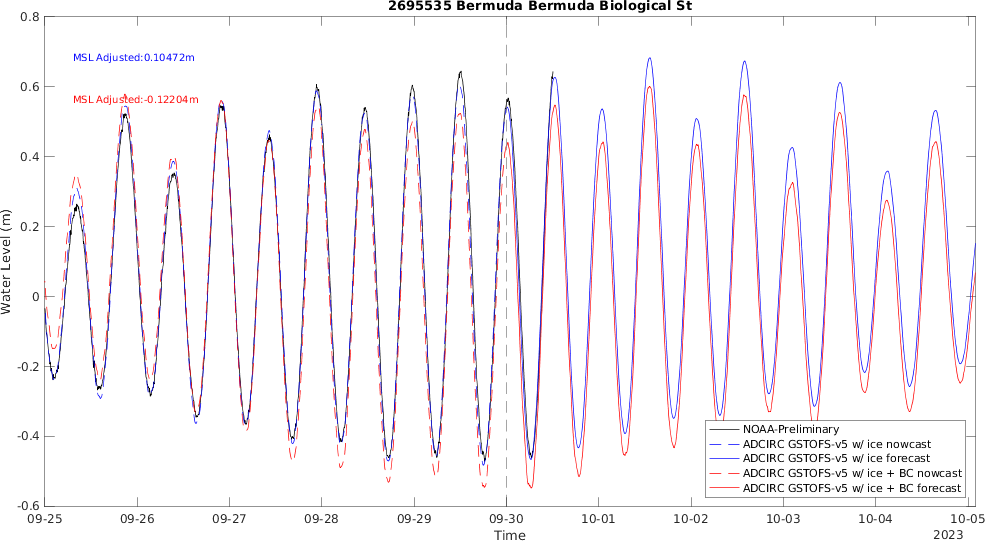 2695535 Bermuda Bermuda Biological St
0.8
MSL Adjusted:0.10472m
0.6
MSL Adjusted:-0.12204m
0.4
0.2
Water Level (m)
0
-0.2
-0.4
NOAA-Preliminary
ADCIRC GSTOFS-v5 w/ ice nowcast
ADCIRC GSTOFS-v5 w/ ice forecast
ADCIRC GSTOFS-v5 w/ ice + BC nowcast
ADCIRC GSTOFS-v5 w/ ice + BC forecast
-0.6
09-25 09-26 09-27 09-28 09-29 09-30 10-01 10-02 10-03 10-04 10-05
Time
2023